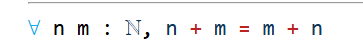 ∀ n m : ℕ, n + m = m + n